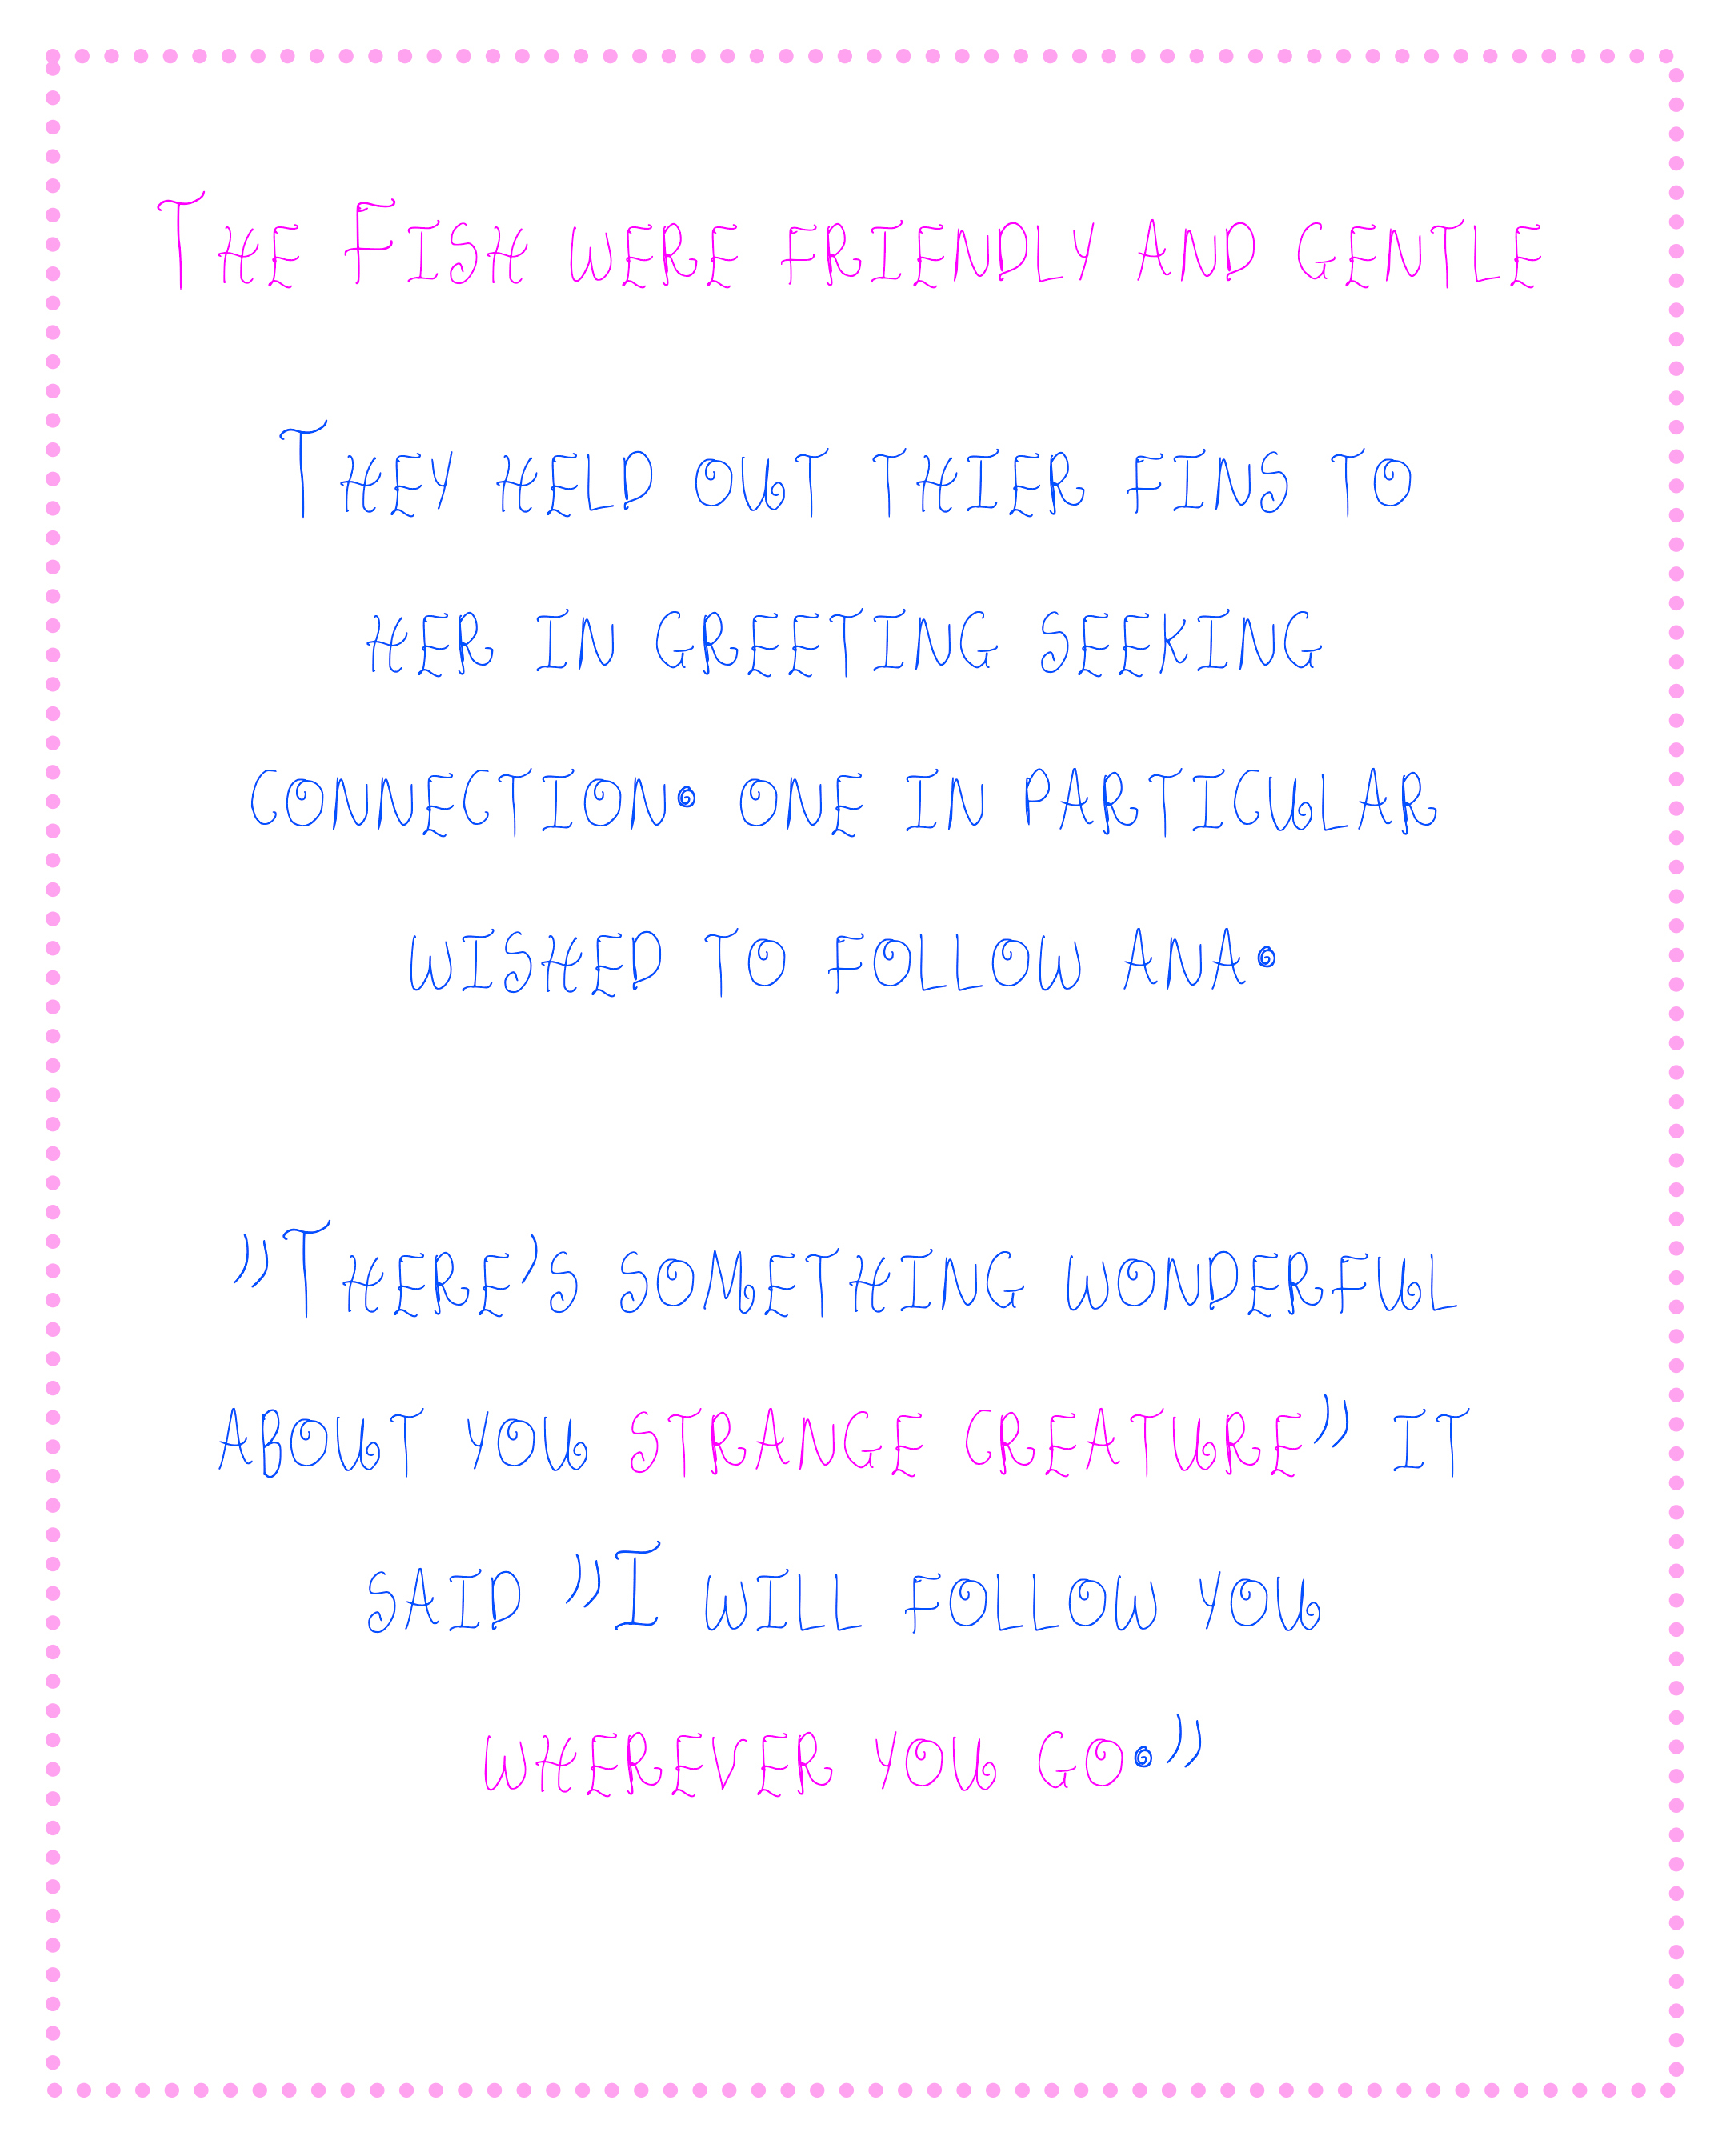 The Fish were friendly and gentle
They held out thier fins to
her in greeting seeking
connection. one in particular
wished to follow AnA.
"There's something wonderful
about you strange creature" it
said "I will follow you
wherever you go."